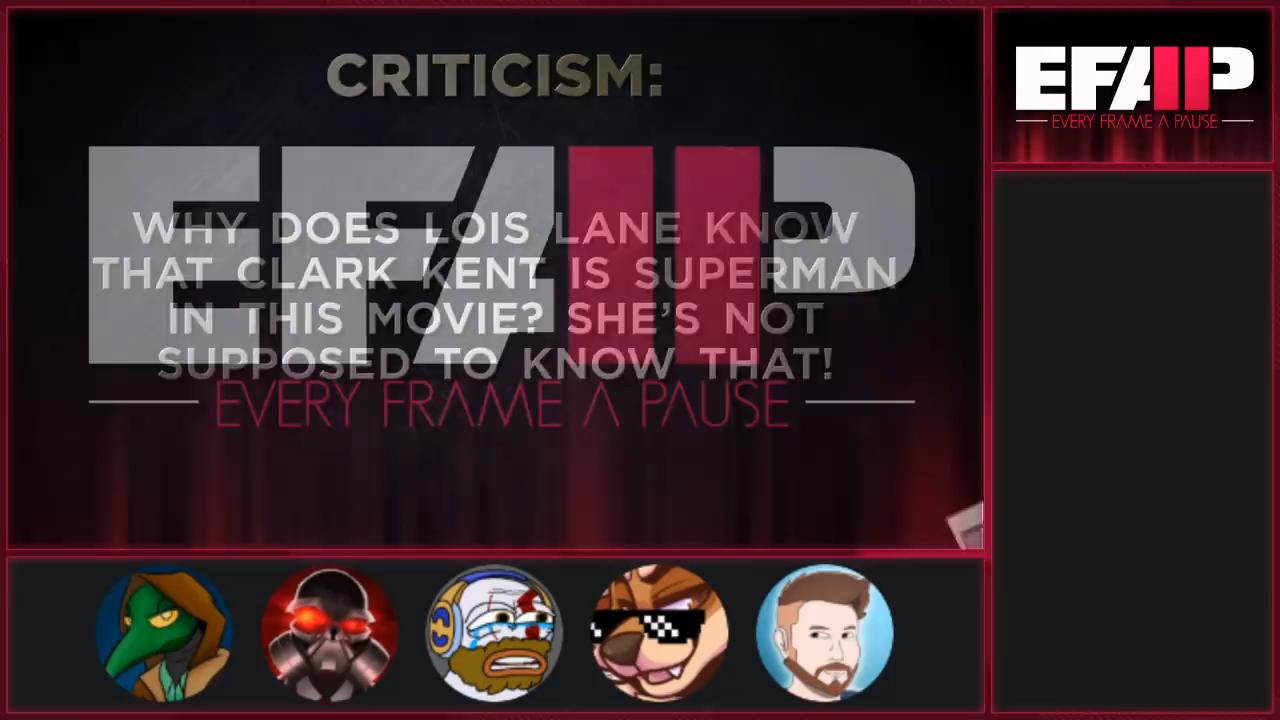 CRITICISM:
EFAP
WHY DOES LOIS LANE KNOW
THAT CLARK KENT IS SUPERMAN
IN THIS MOVIE? SHE'S NOT
SUPPOSED TO KNOW THAT!
EVERY FRAME A PAUSE
EFAP
EVERY FRAME A PAUSE